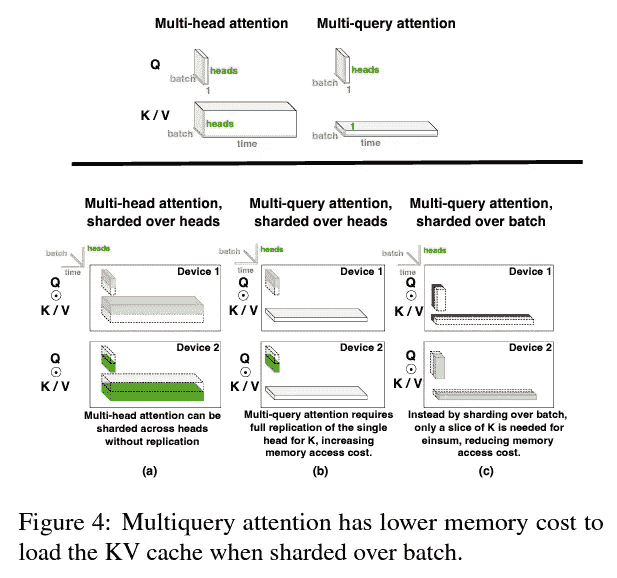 Multi-head attention
Multi-query attention
Q
batch
heads
1
batch
heads
1
K / V
batch
heads
time
batch
1
time
Multi-head attention,
sharded over heads
Multi-query attention,
sharded over heads
Multi-query attention,
sharded over batch
batch
heads
time
batch
heads
time
batch
heads
time
Q
K / V
Device 1
Q
K / V
Device 1
Q
K / V
Device 1
Q
K / V
Device 2
Q
K / V
Device 2
Q
K / V
Device 2
Multi-head attention can be
sharded across heads
without replication
Multi-query attention requires
full replication of the single
head for K, increasing
memory access cost.
Instead by sharding over batch,
only a slice of K is needed for
einsum, reducing memory
access cost.
(a)
(b)
(c)
Figure 4: Multiquery attention has lower memory cost to
load the KV cache when sharded over batch.